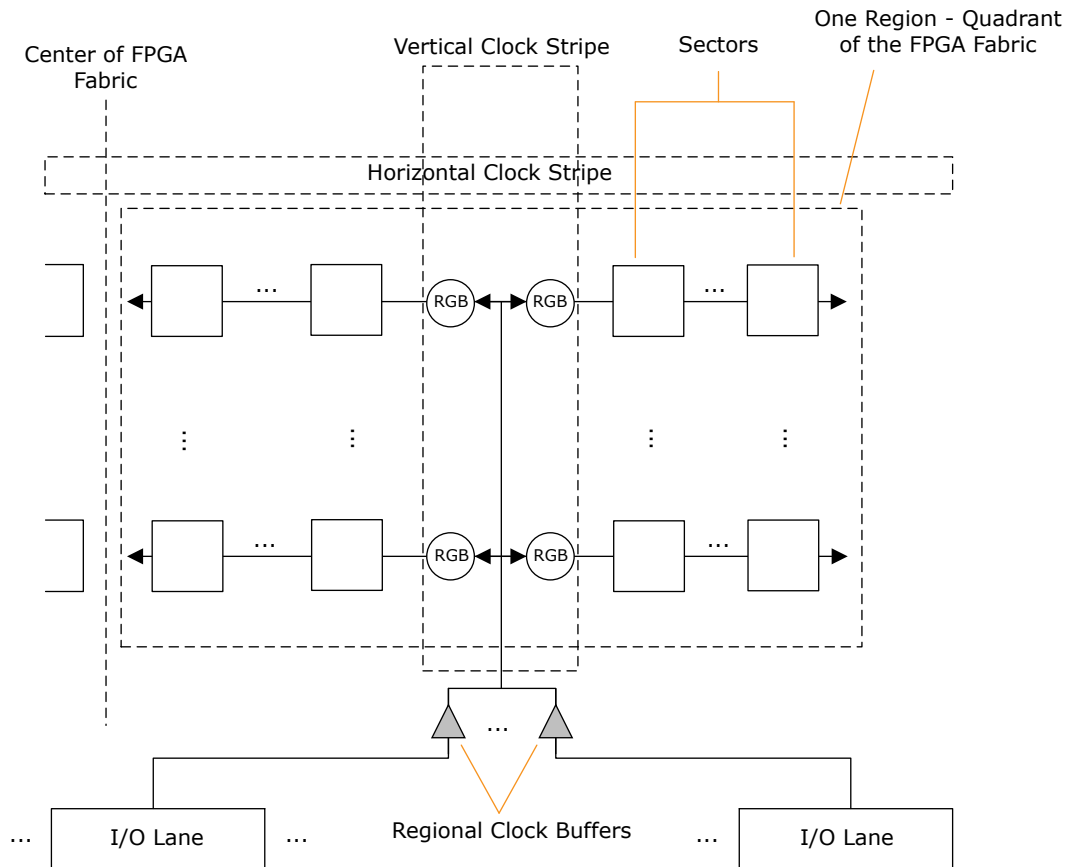 One Region - Quadrant
of the FPGA Fabric
Vertical Clock Stripe
Sectors
Center of FPGA
Fabric
Horizontal Clock Stripe
...
RGB
RGB
...
...
...
...
...
...
RGB
RGB
...
...
... I/O Lane ...
Regional Clock Buffers
... I/O Lane